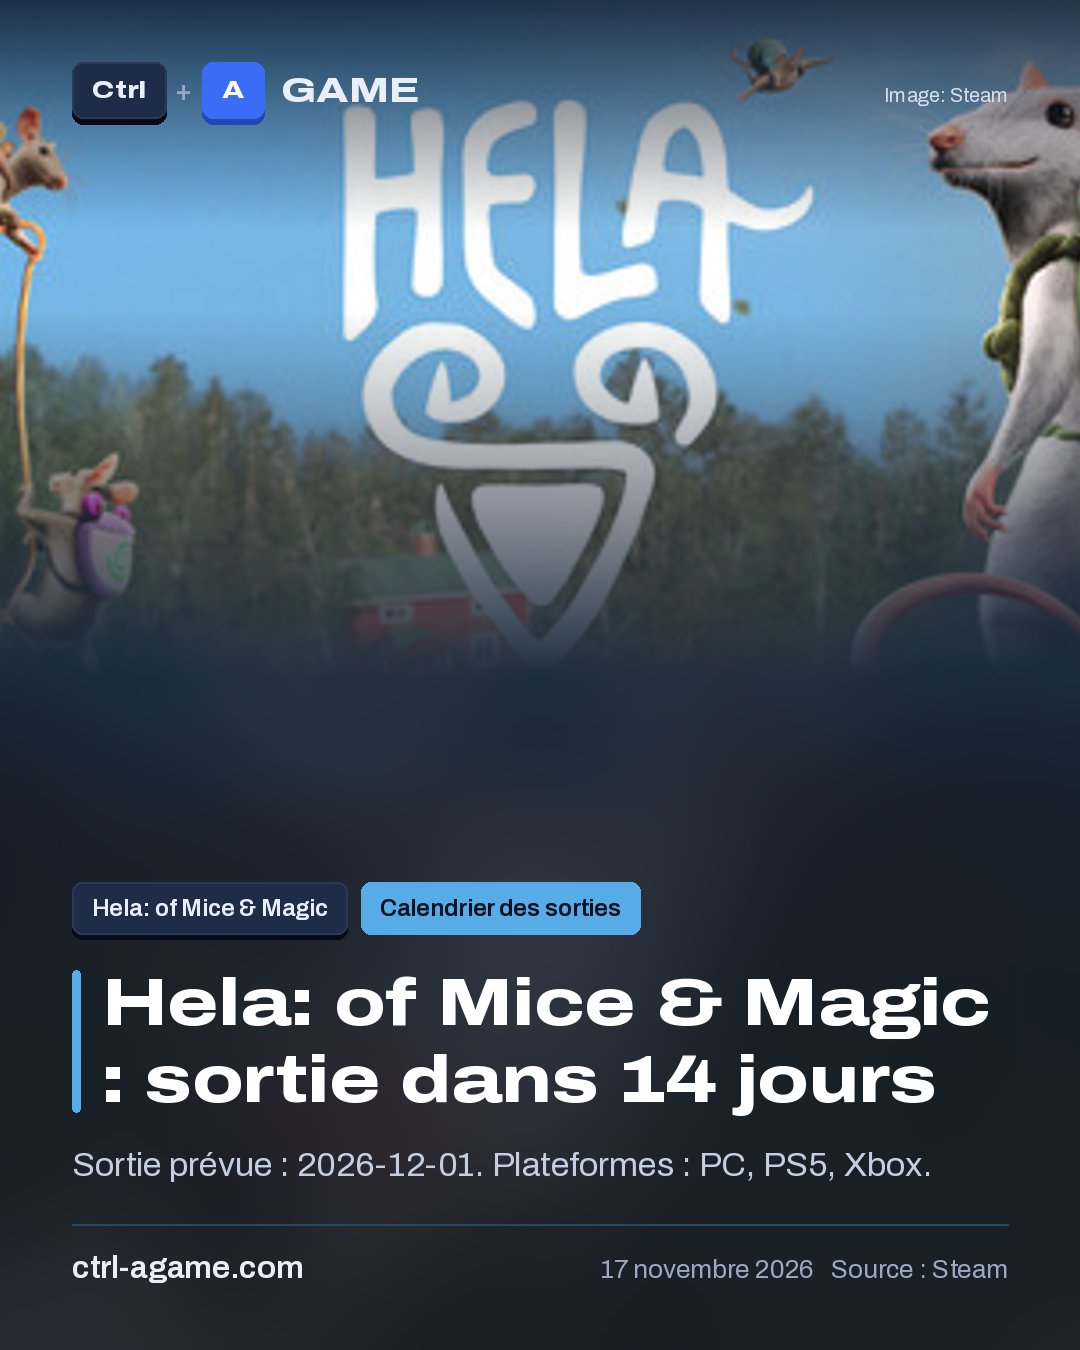 Ctrl + A GAME
Image: Steam
HELA
Hela: of Mice & Magic
Calendrier des sorties
Hela: of Mice & Magic
: sortie dans 14 jours
Sortie prévue : 2026-12-01. Plateformes : PC, PS5, Xbox.
ctrl-agame.com
17 novembre 2026 Source : Steam